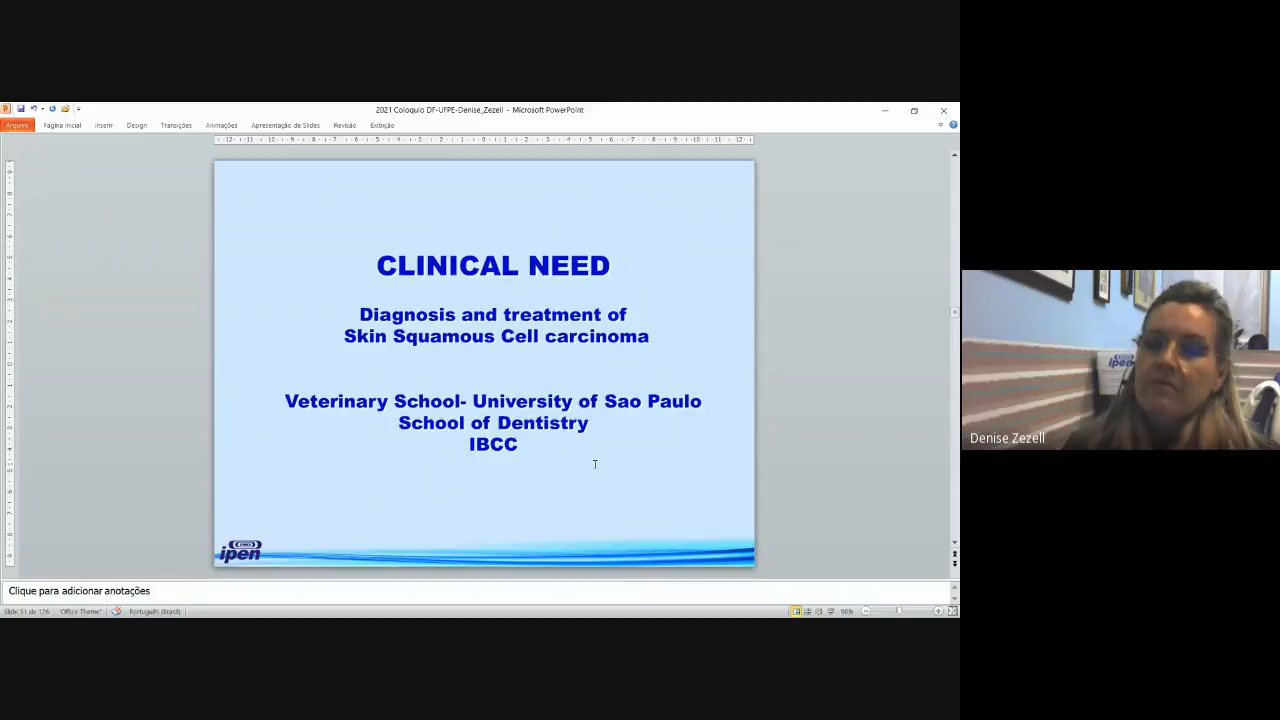 2021 Coloquio DF-UFPE-Denise_Zezell - Microsoft PowerPoint
Arquivo Página Inicial Inserir Design Transições Animações Apresentação de Slides Revisão Exibição
CLINICAL NEED
Diagnosis and treatment of
Skin Squamous Cell carcinoma
Veterinary School- University of Sao Paulo
School of Dentistry
IBCC
ipen
ipen
Denise Zezell
Clique para adicionar anotações
Slide 31 de 126 "Office Theme" Português (Brasil) 90%